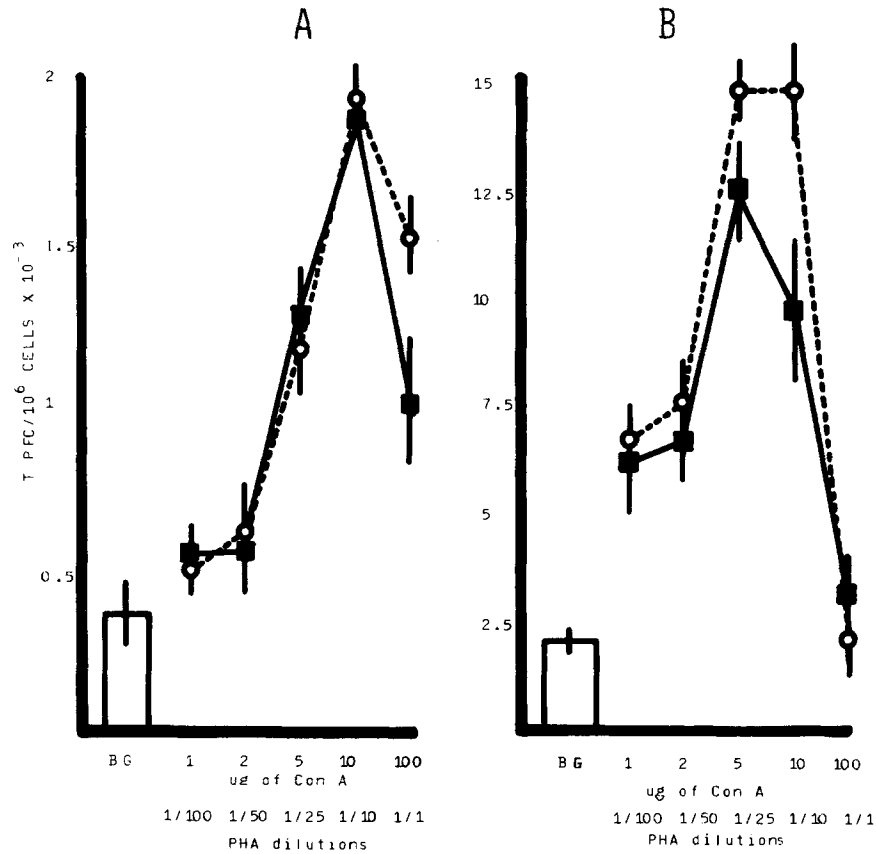 A
B
2
1.5
1
0.5
T PFC/10⁶ CELLS X 10⁻³
15
12.5
10
7.5
5
2.5
BG 1 2 5 10 100
ug of Con A
1/100 1/50 1/25 1/10 1/1
PHA dilutions
BG 1 2 5 10 100
ug of Con A
1/100 1/50 1/25 1/10 1/1
PHA dilutions